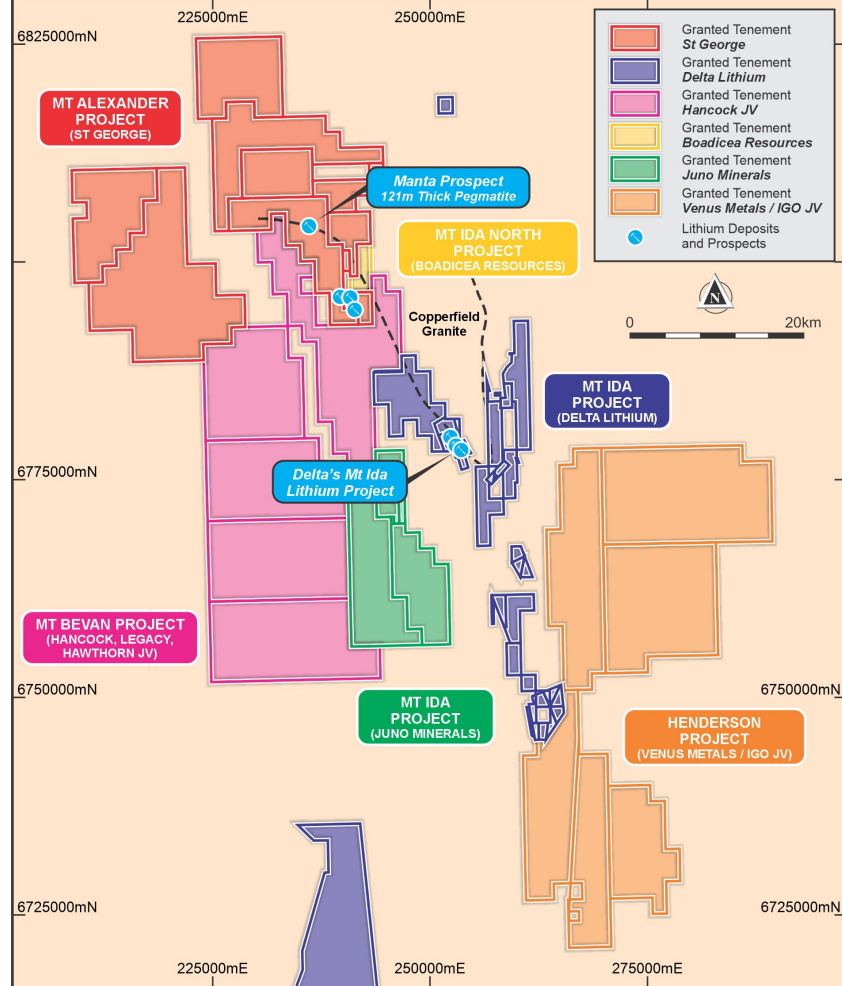 225000mE
250000mE
6825000mN
Granted Tenement
St George
Granted Tenement
Delta Lithium
Granted Tenement
Hancock JV
Granted Tenement
Boadicea Resources
Granted Tenement
Juno Minerals
Granted Tenement
Venus Metals / IGO JV
Lithium Deposits
and Prospects
MT ALEXANDER
PROJECT
(ST GEORGE)
Manta Prospect
121m Thick Pegmatite
MT IDA NORTH
PROJECT
(BOADICEA RESOURCES)
N
0
20km
Copperfield
Granite
MT IDA
PROJECT
(DELTA LITHIUM)
6775000mN
Delta's Mt Ida
Lithium Project
MT BEVAN PROJECT
(HANCOCK, LEGACY,
HAWTHORN JV)
6750000mN
6750000mN
MT IDA
PROJECT
(JUNO MINERALS)
HENDERSON
PROJECT
(VENUS METALS / IGO JV)
6725000mN
6725000mN
225000mE
250000mE
275000mE